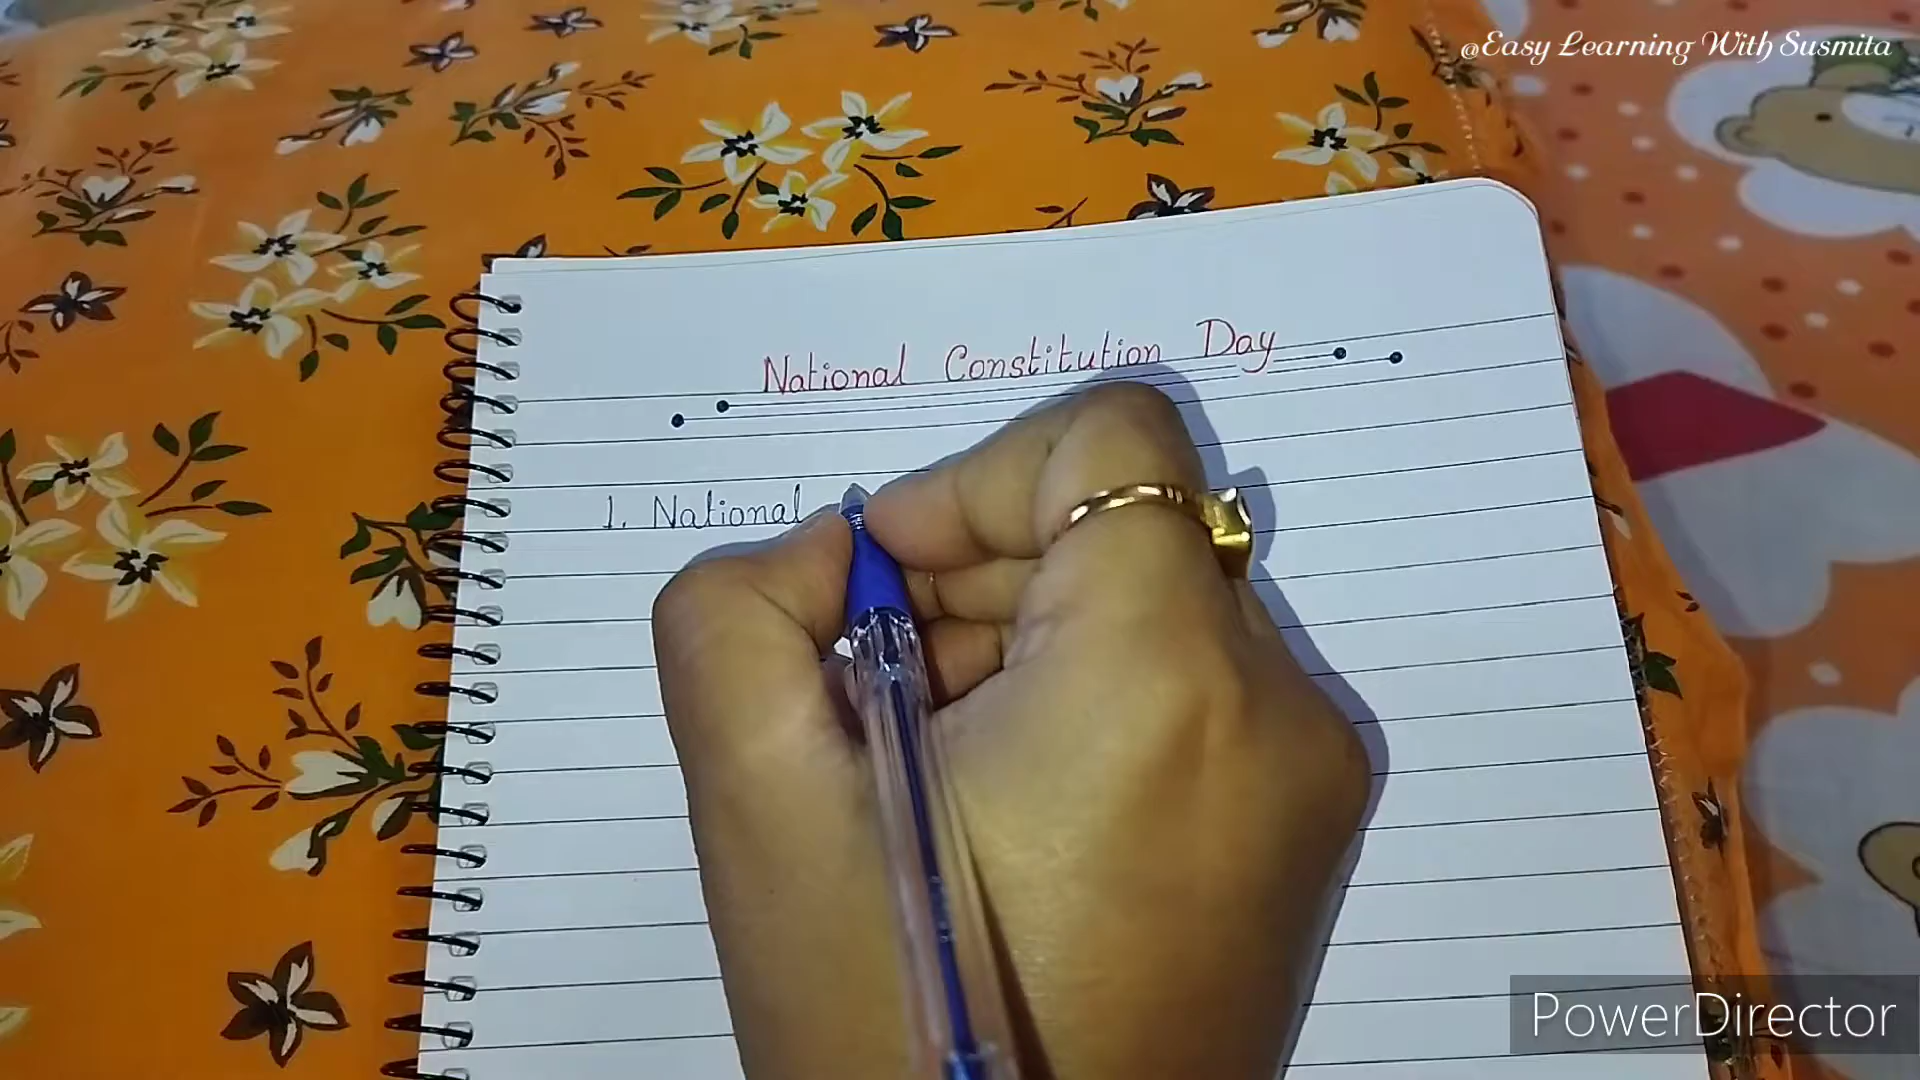 @Easy Learning With Susmita
National Constitution Day
1. National
PowerDirector